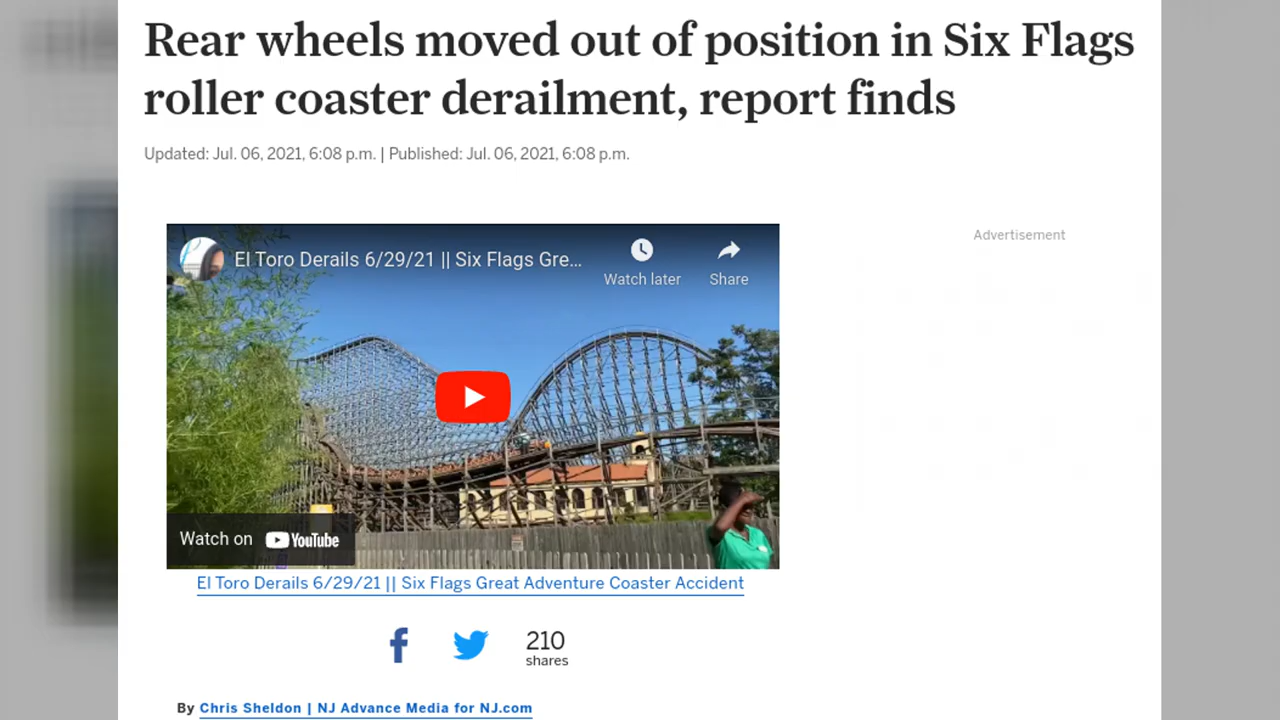 Rear wheels moved out of position in Six Flags
roller coaster derailment, report finds
Updated: Jul. 06, 2021, 6:08 p.m. | Published: Jul. 06, 2021, 6:08 p.m.
Advertisement
El Toro Derails 6/29/21 || Six Flags Gre...
Watch later
Share
Watch on YouTube
El Toro Derails 6/29/21 || Six Flags Great Adventure Coaster Accident
210
shares
By Chris Sheldon | NJ Advance Media for NJ.com